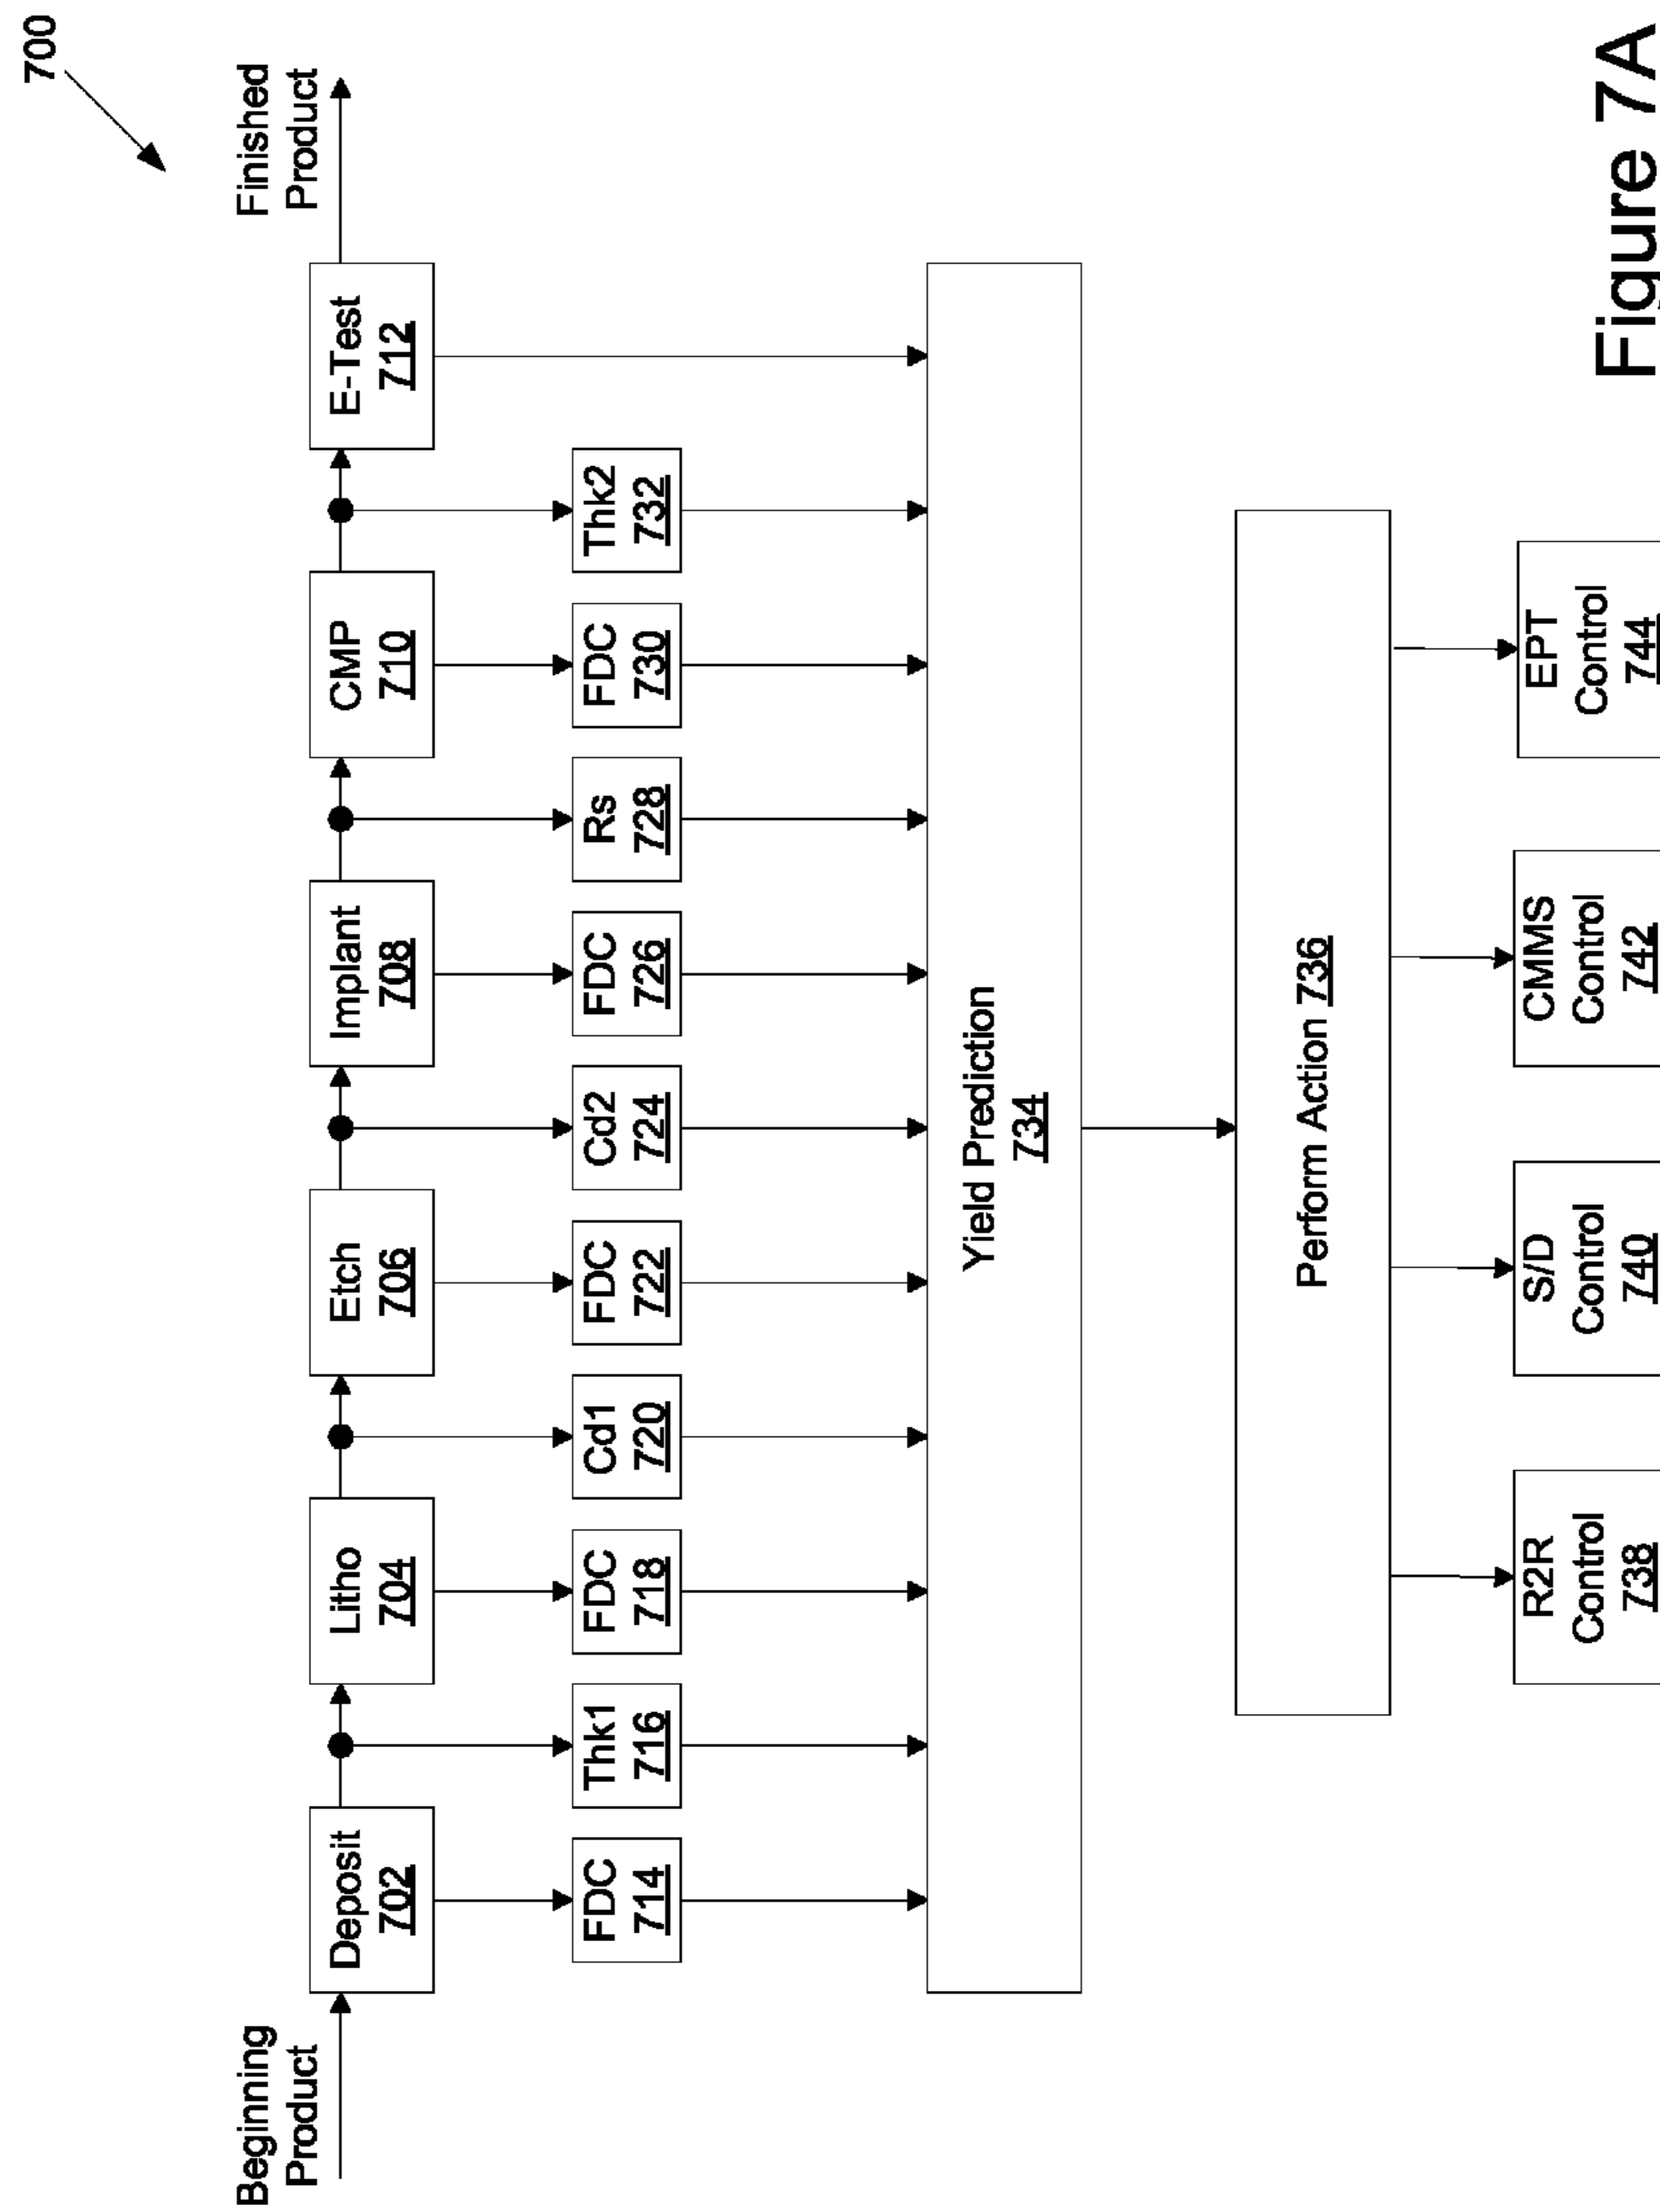 700
Beginning
Product
Finished
Product
Deposit
702
Litho
704
Etch
706
Implant
708
CMP
710
E-Test
712
FDC
714
Thk1
716
FDC
718
Cd1
720
FDC
722
Cd2
724
FDC
726
Rs
728
FDC
730
Thk2
732
Yield Prediction
734
Perform Action 736
R2R
Control
738
S/D
Control
740
CMMS
Control
742
EPT
Control
744
Figure 7A